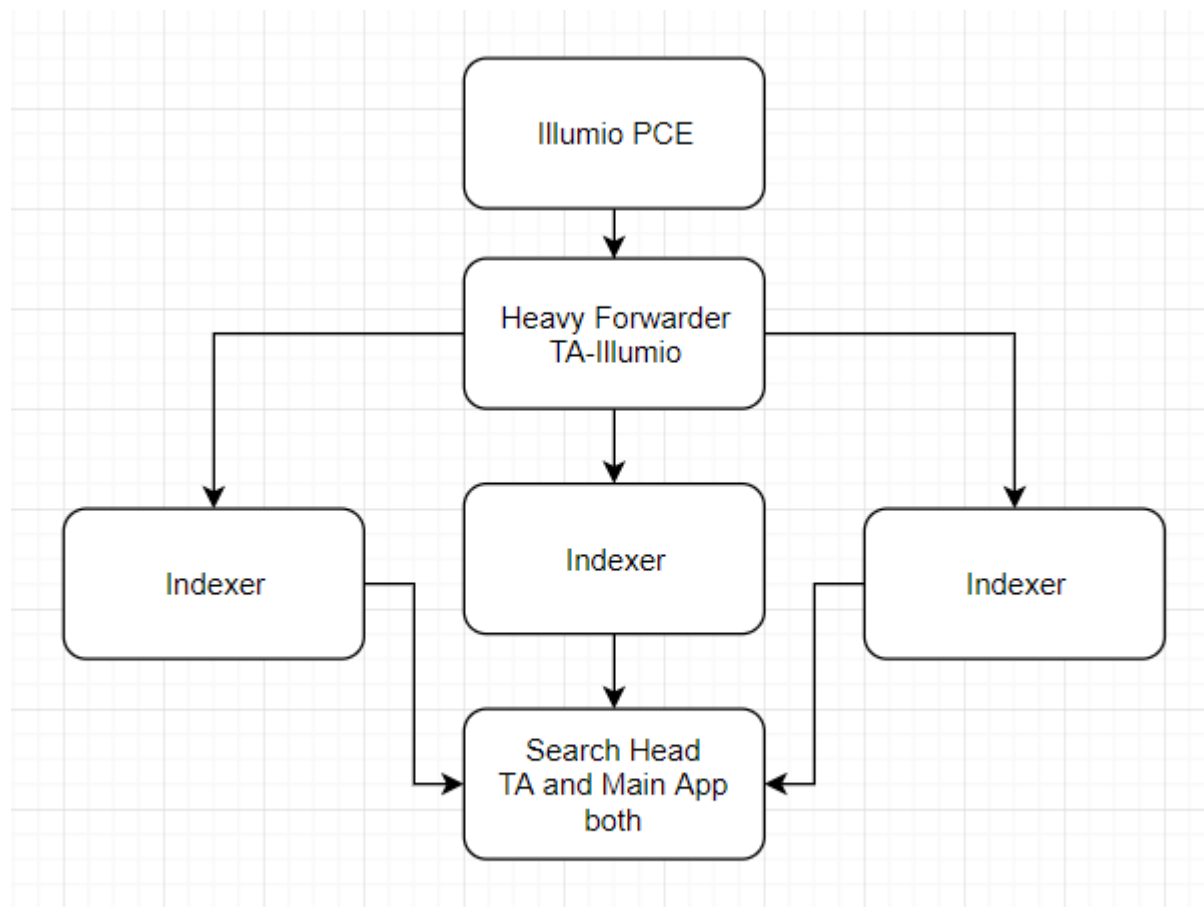 Illumio PCE
Heavy Forwarder
TA-Illumio
Indexer
Indexer
Indexer
Search Head
TA and Main App
both